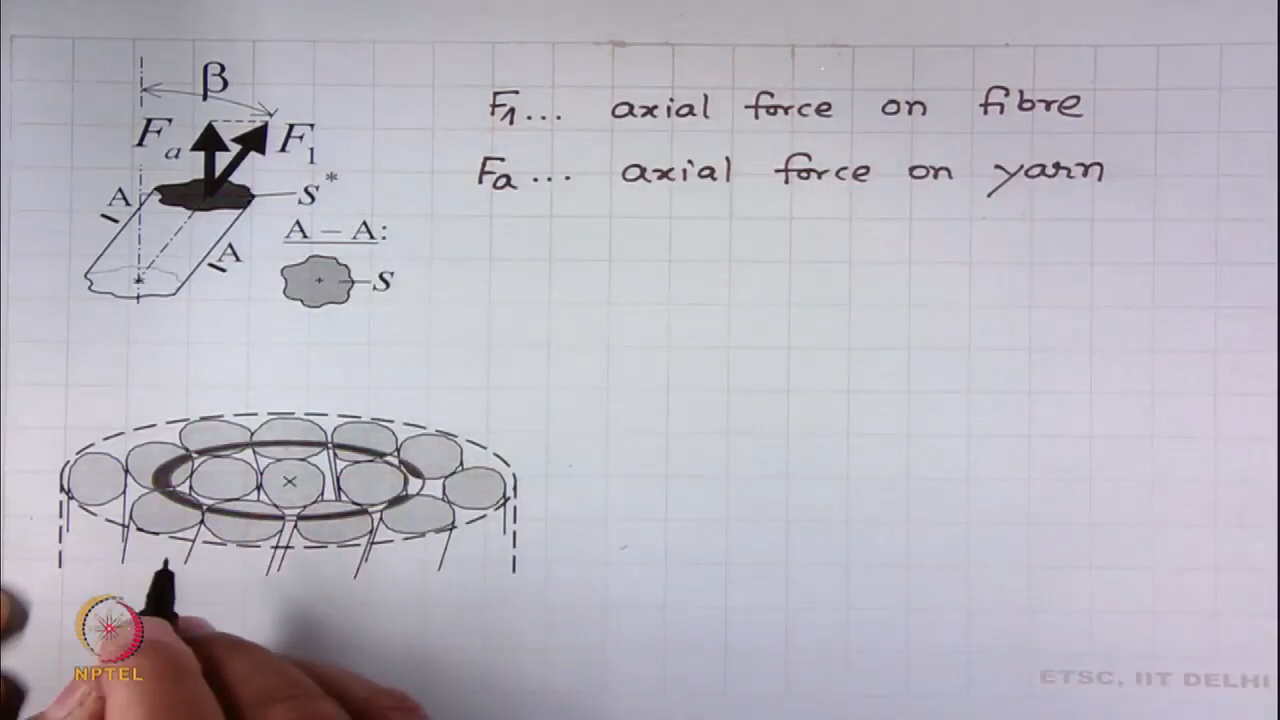 β
Fa F1
A S*
A – A:
A
S
F1... axial force on fibre
Fa... axial force on yarn
NPTEL
ETSC, IIT DELHI